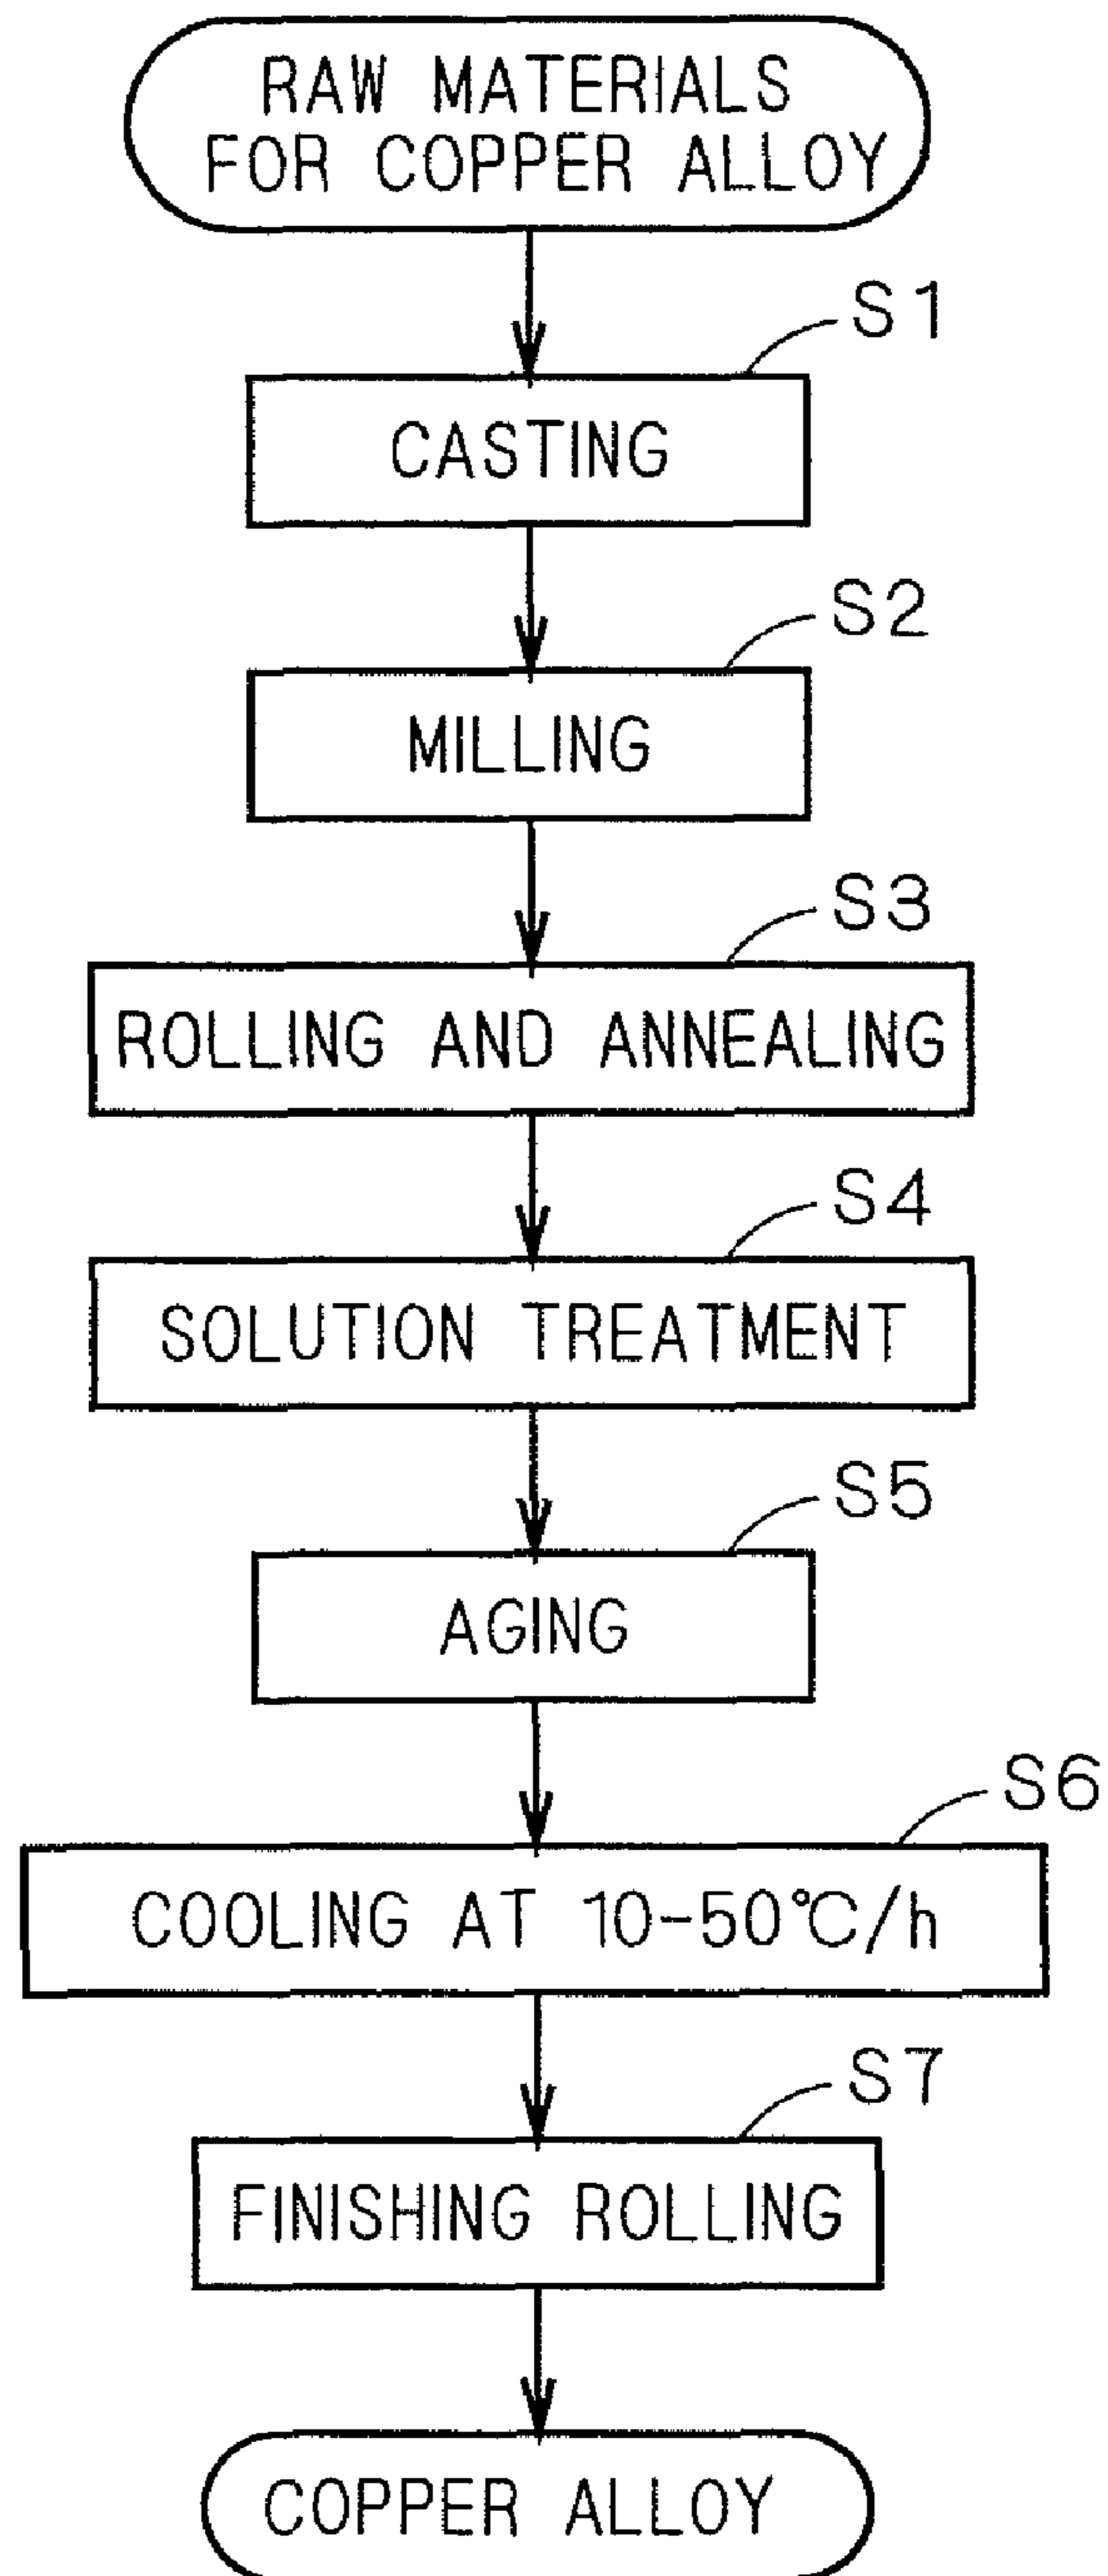 RAW MATERIALS
FOR COPPER ALLOY
S1
CASTING
S2
MILLING
S3
ROLLING AND ANNEALING
S4
SOLUTION TREATMENT
S5
AGING
S6
COOLING AT 10-50℃/h
S7
FINISHING ROLLING
COPPER ALLOY